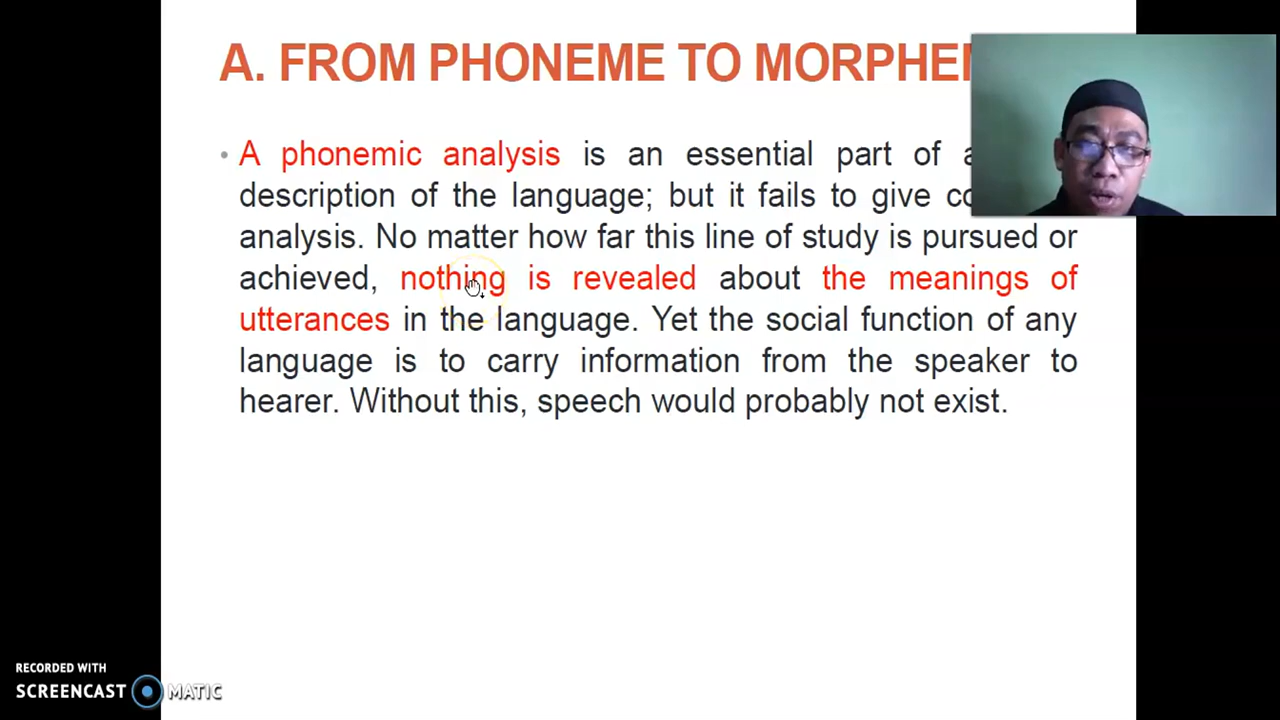 A. FROM PHONEME TO MORPHEM
• A phonemic analysis is an essential part of
description of the language; but it fails to give
analysis. No matter how far this line of study is pursued or
achieved, nothing is revealed about the meanings of
utterances in the language. Yet the social function of any
language is to carry information from the speaker to
hearer. Without this, speech would probably not exist.
RECORDED WITH
SCREENCAST MATIC